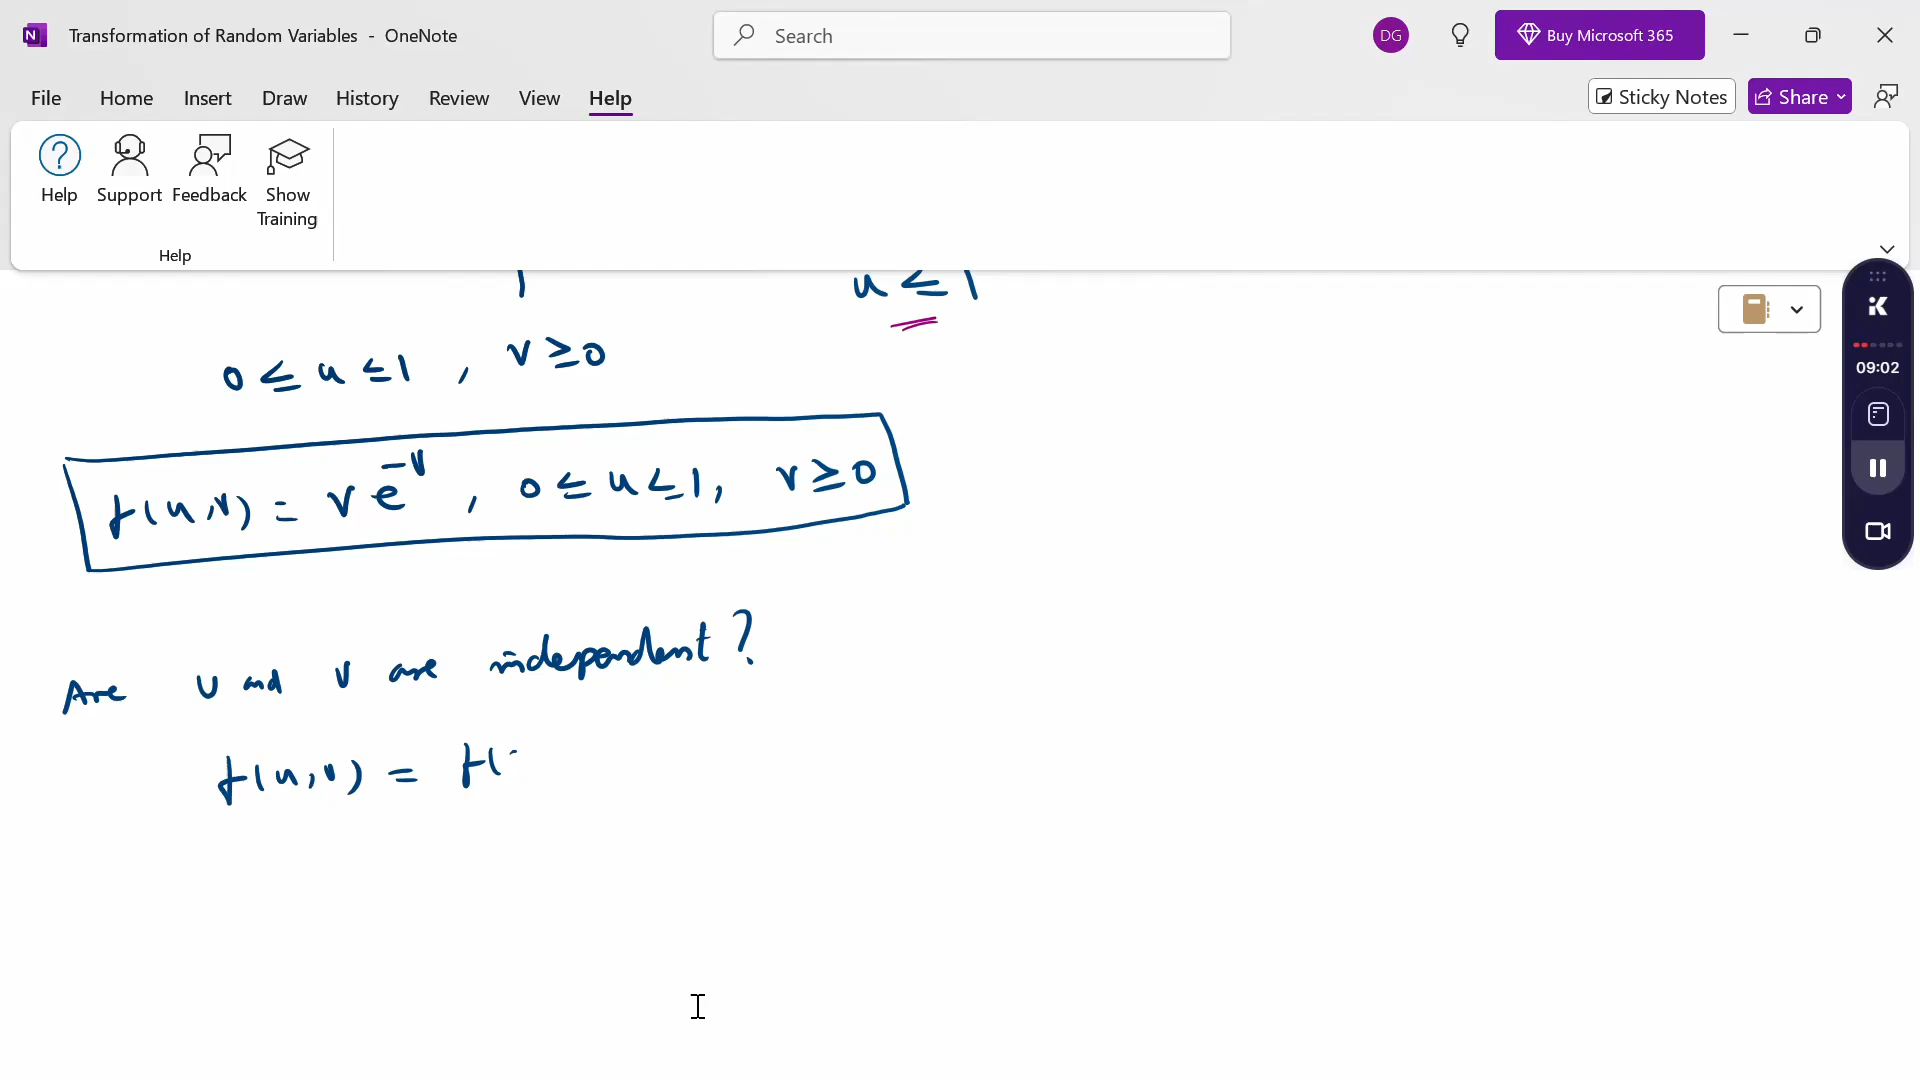 Transformation of Random Variables - OneNote
Search
DG
Buy Microsoft 365
File Home Insert Draw History Review View Help
Sticky Notes
Share
Help Support Feedback Show Training
Help
u ≤ 1
0 ≤ u ≤ 1 , v ≥ 0
09:02
f(u,v) = v e^{-v} , 0 ≤ u ≤ 1, v ≥ 0
Are U and V are independent?
f(u,v) = f(